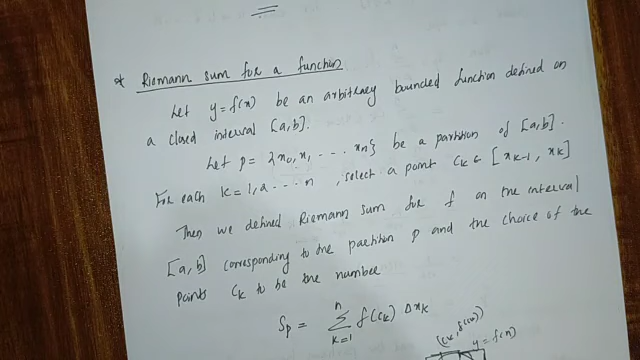 * Riemann sum for a function
Let y = f(x) be an arbitrary bounded function defined on
a closed interval [a,b].
Let p = {x₀, x₁ ..... xₙ} be a partition of [a,b].
For each k = 1, 2 .... n , select a point Cₖ ∈ [xₖ₋₁, xₖ]
Then we defined Riemann sum for f on the interval
[a,b] corresponding to the partition p and the choice of the
points Cₖ to be the number
Sₚ = ∑ₖ₌₁ⁿ f(Cₖ) Δxₖ
(Cₖ, f(Cₖ))
y = f(x)